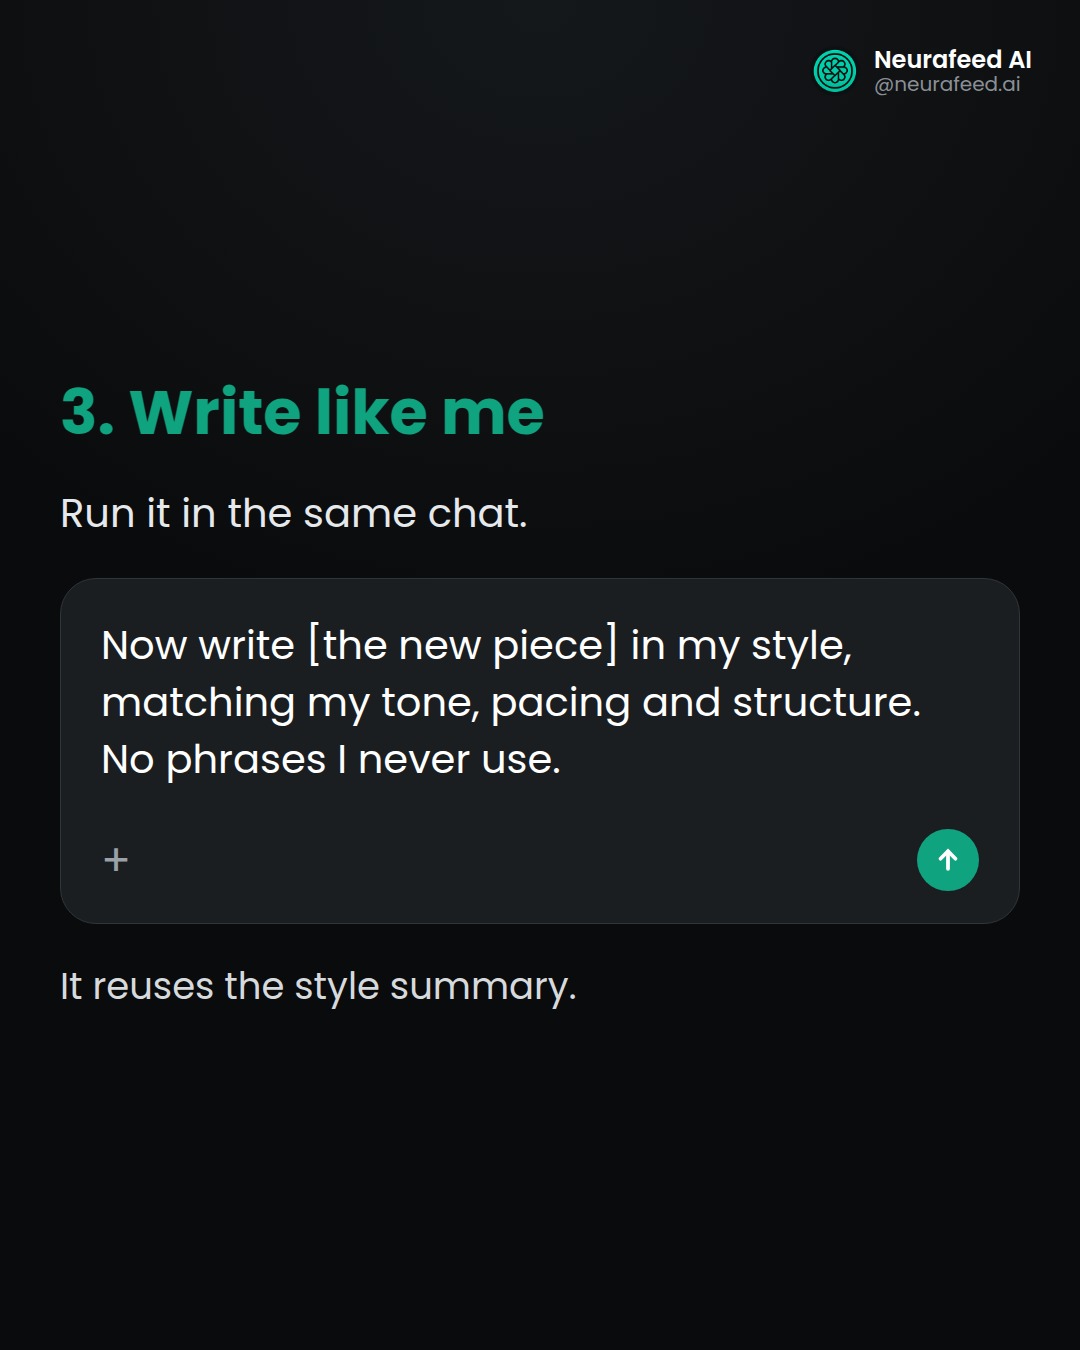 Neurafeed AI
@neurafeed.ai
3. Write like me
Run it in the same chat.
Now write [the new piece] in my style,
matching my tone, pacing and structure.
No phrases I never use.
+
It reuses the style summary.